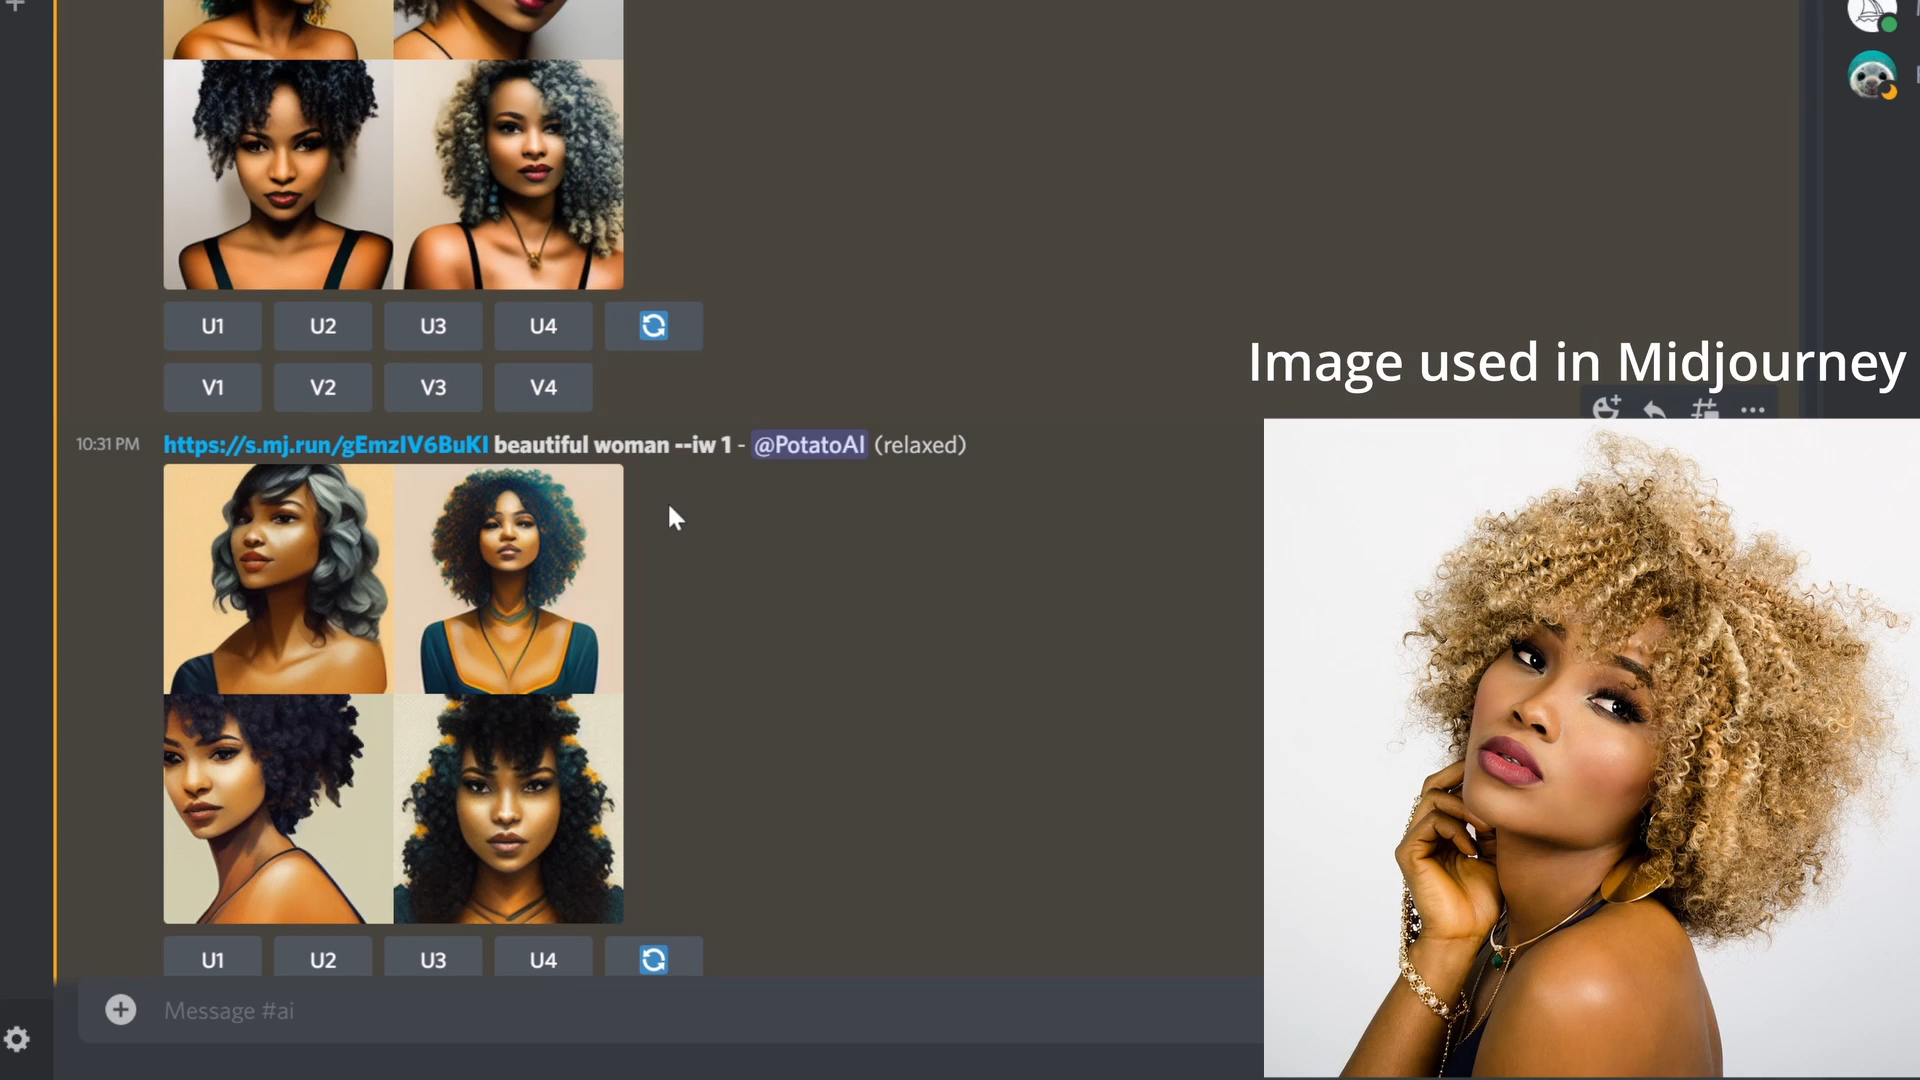 U1 U2 U3 U4
V1 V2 V3 V4
Image used in Midjourney
10:31 PM https://s.mj.run/gEmzIV6BuKI beautiful woman --iw 1 - @PotatoAI (relaxed)
U1 U2 U3 U4
Message #ai